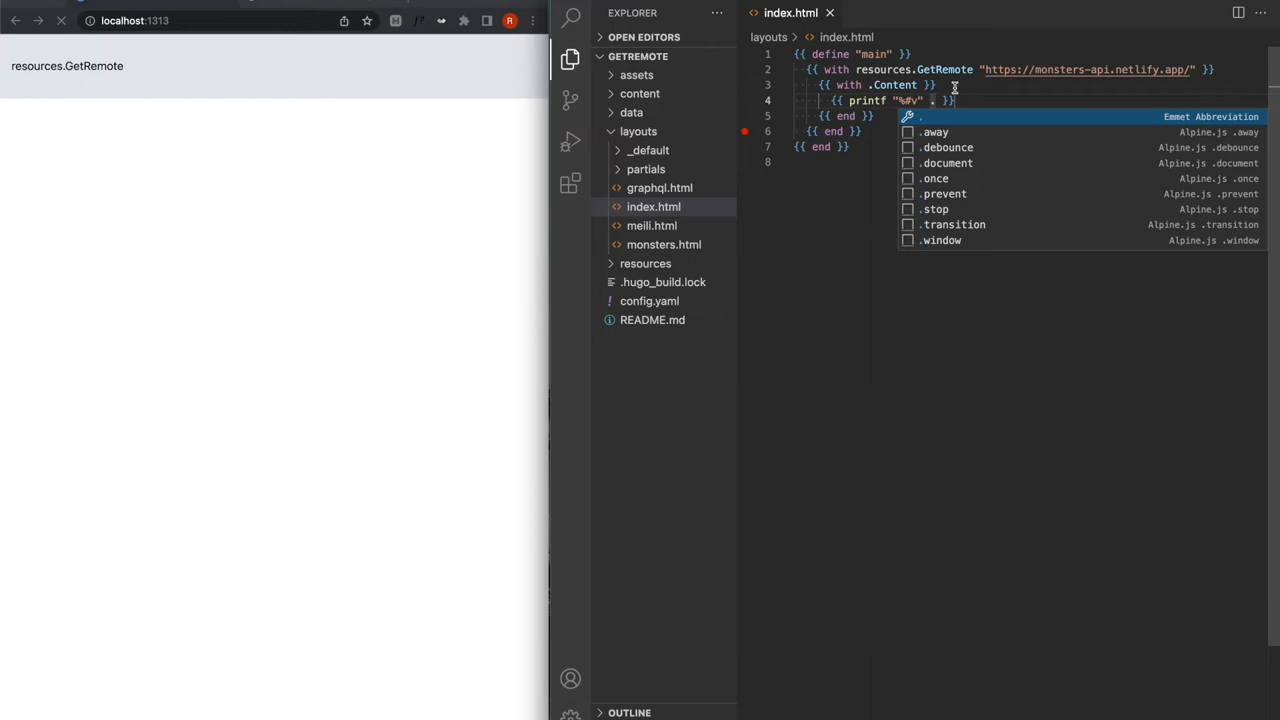 localhost:1313
R
resources.GetRemote
EXPLORER
OPEN EDITORS
GETREMOTE
assets
content
data
layouts
_default
partials
graphql.html
index.html
meili.html
monsters.html
resources
.hugo_build.lock
config.yaml
README.md
OUTLINE
index.html
layouts > index.html
1 {{ define "main" }}
2 {{ with resources.GetRemote "https://monsters-api.netlify.app/" }}
3 {{ with .Content }}
4 {{ printf "%#v" . }}
5 {{ end }}
6 {{ end }}
7 {{ end }}
8
. Emmet Abbreviation
.away Alpine.js .away
.debounce Alpine.js .debounce
.document Alpine.js .document
.once Alpine.js .once
.prevent Alpine.js .prevent
.stop Alpine.js .stop
.transition Alpine.js .transition
.window Alpine.js .window